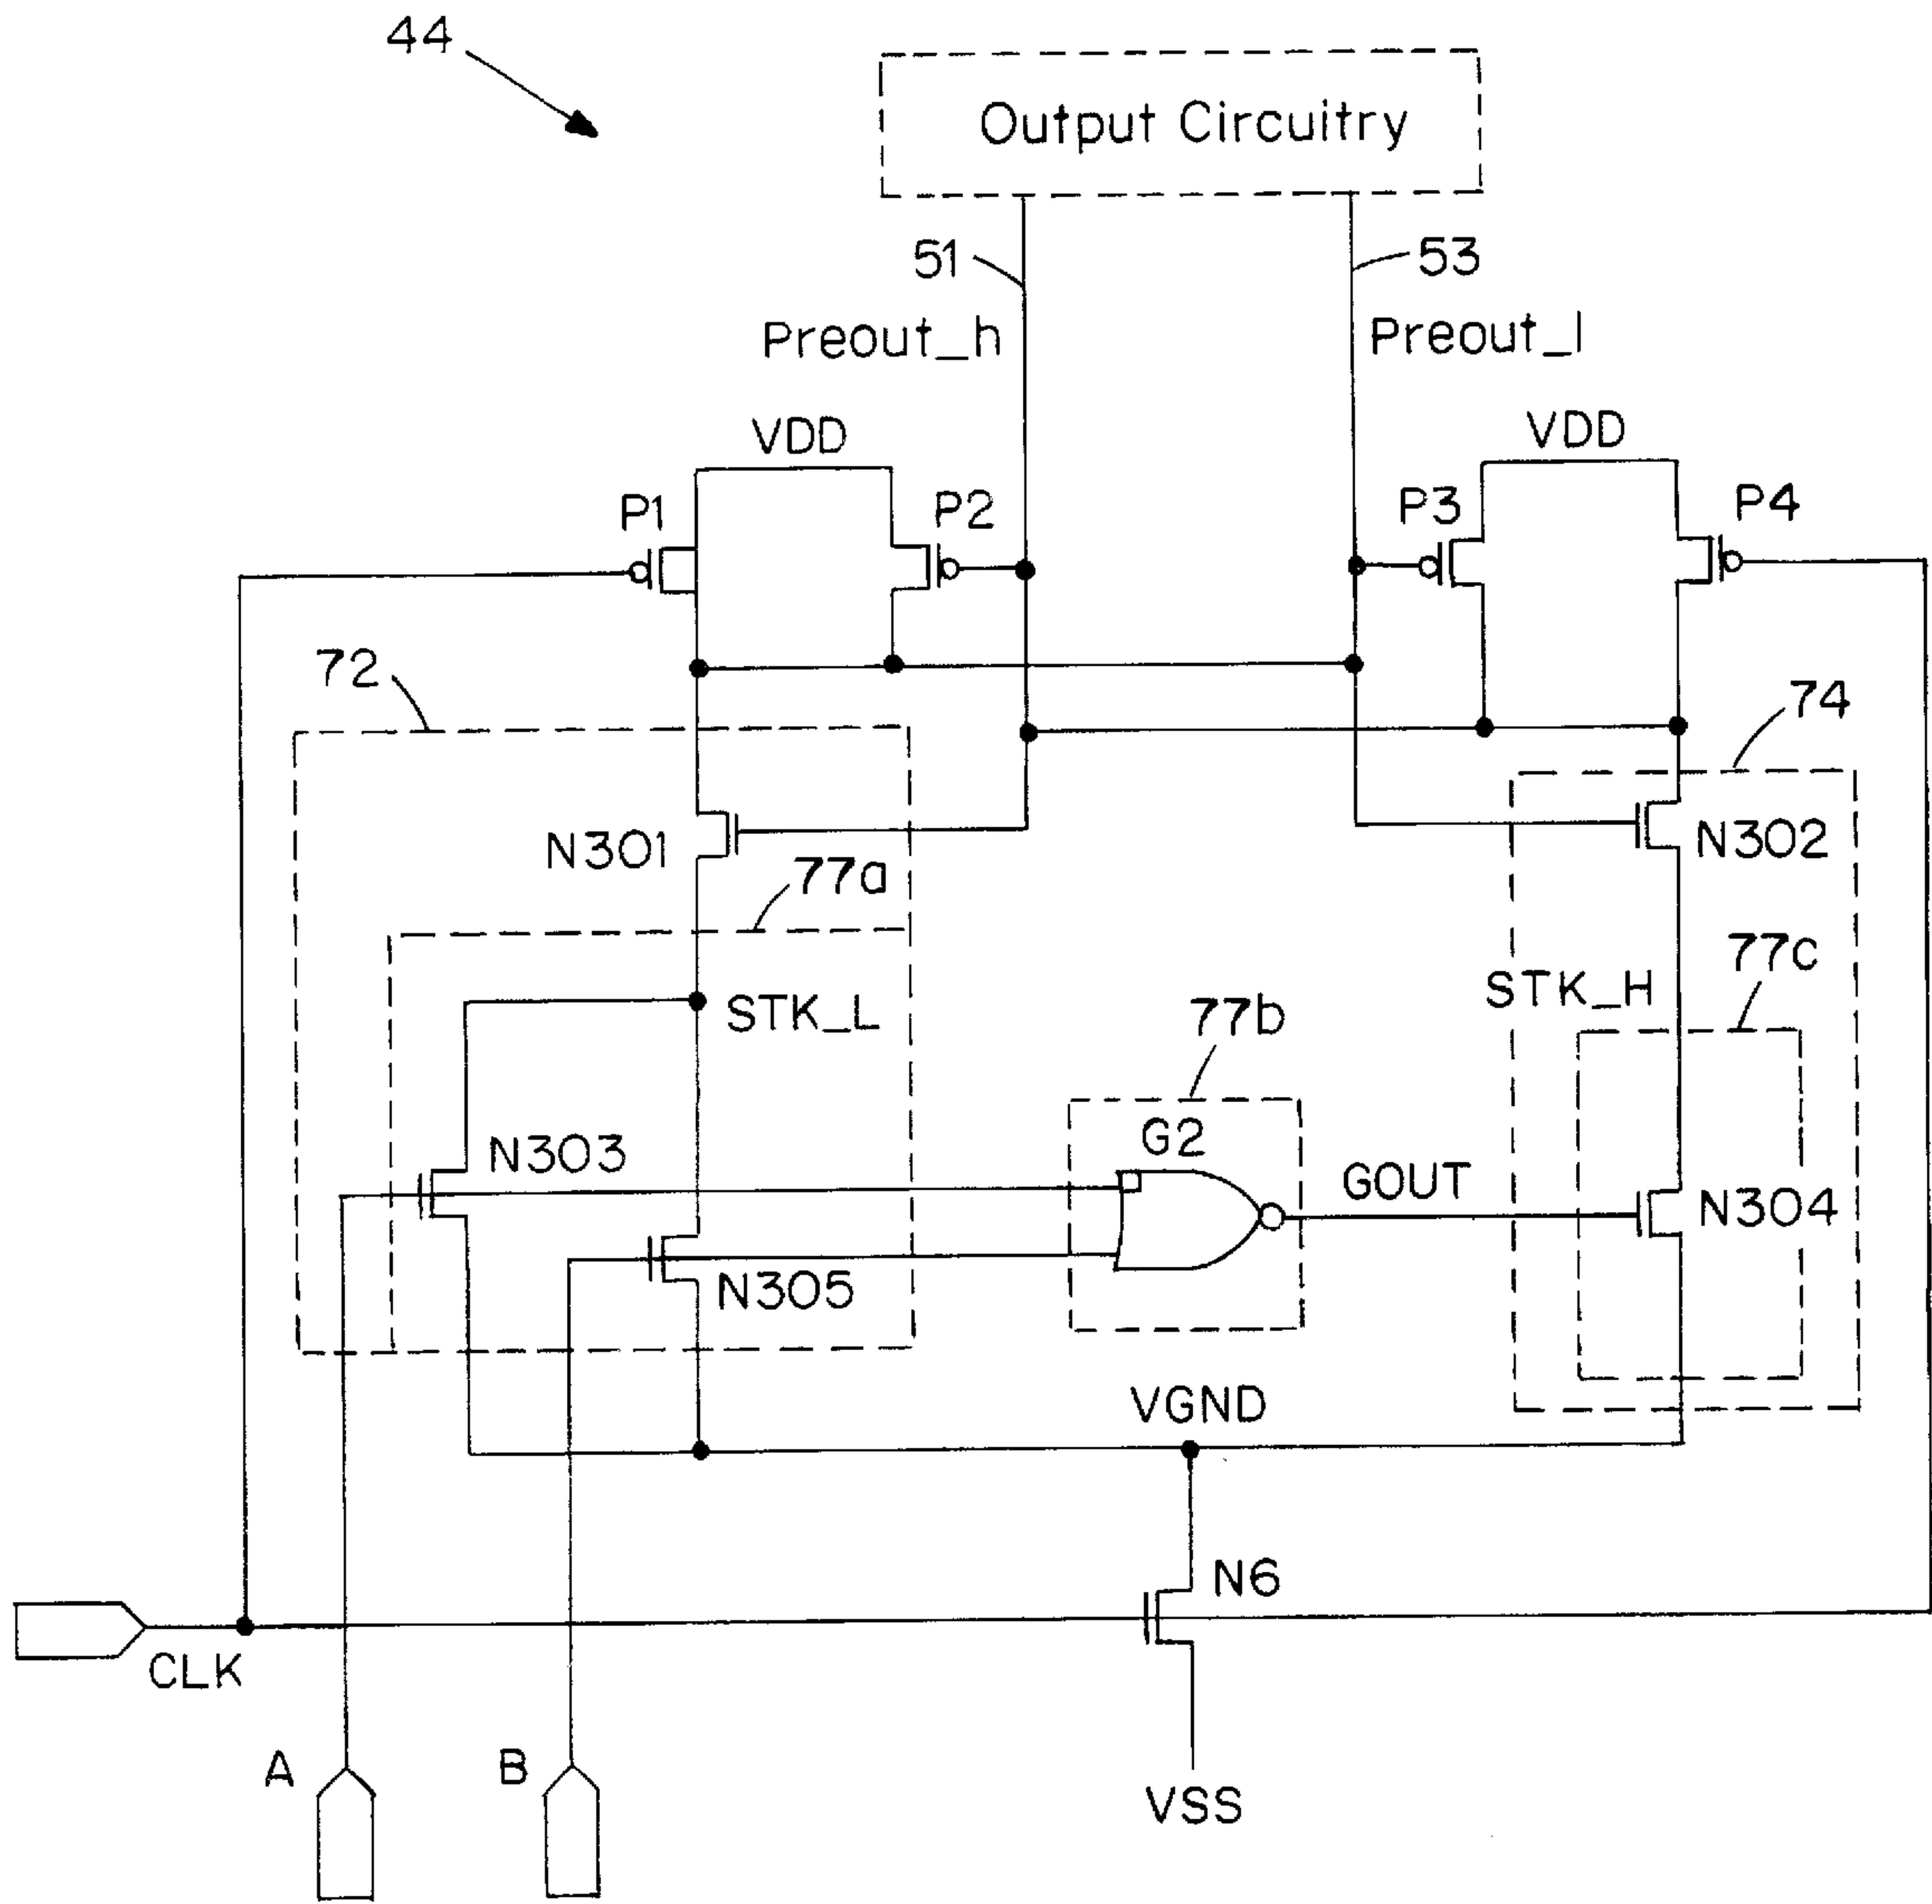 44
Output Circuitry
51
53
Preout_h
Preout_l
VDD
VDD
P1
P2
P3
P4
72
74
N301
N302
77a
77c
STK_L
STK_H
77b
G2
N303
GOUT
N304
N305
VGND
N6
CLK
A
B
VSS